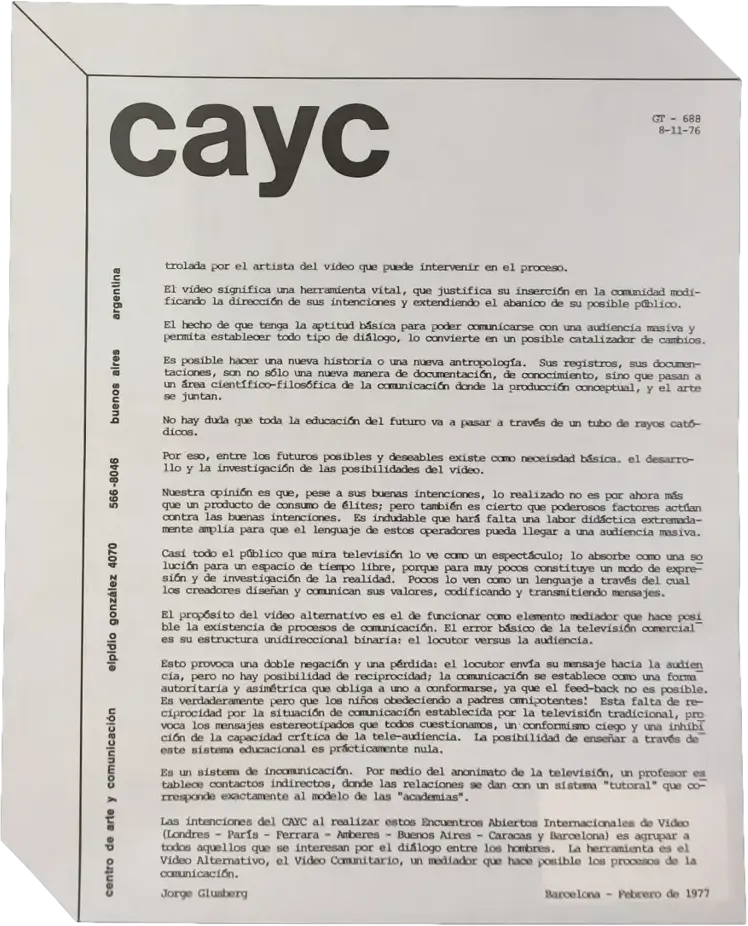 cayc
GT - 688
8-11-76
centro de arte y comunicación elpidio gonzález 4070 566-8046 buenos aires argentina
trolada por el artista del video que puede intervenir en el proceso.
El video significa una herramienta vital, que justifica su inserción en la comunidad modi-
ficando la dirección de sus intenciones y extendiendo el abanico de su posible público.
El hecho de que tenga la aptitud básica para poder comunicarse con una audiencia masiva y
permita establecer todo tipo de diálogo, lo convierte en un posible catalizador de cambios.
Es posible hacer una nueva historia o una nueva antropología. Sus registros, sus documen-
taciones, son no sólo una nueva manera de documentación, de conocimiento, sino que pasan a
un área científico-filosófica de la comunicación donde la producción conceptual, y el arte
se juntan.
No hay duda que toda la educación del futuro va a pasar a través de un tubo de rayos cató-
dicos.
Por eso, entre los futuros posibles y deseables existe como neceisdad básica. el desarro-
llo y la investigación de las posibilidades del video.
Nuestra opinión es que, pese a sus buenas intenciones, lo realizado no es por ahora más
que un producto de consumo de élites; pero también es cierto que poderosos factores actúan
contra las buenas intenciones. Es indudable que hará falta una labor didáctica extremada-
mente amplia para que el lenguaje de estos operadores pueda llegar a una audiencia masiva.
Casi todo el público que mira televisión lo ve como un espectáculo; lo absorbe como una so
lución para un espacio de tiempo libre, porque para muy pocos constituye un modo de expre-
sión y de investigación de la realidad. Pocos lo ven como un lenguaje a través del cual
los creadores diseñan y comunican sus valores, codificando y transmitiendo mensajes.
El propósito del video alternativo es el de funcionar como elemento mediador que hace posi
ble la existencia de procesos de comunicación. El error básico de la televisión comercial
es su estructura unidireccional binaria: el locutor versus la audiencia.
Esto provoca una doble negación y una pérdida: el locutor envía su mensaje hacia la audien
cia, pero no hay posibilidad de reciprocidad; la comunicación se establece como una forma
autoritaria y asimétrica que obliga a uno a conformarse, ya que el feed-back no es posible.
Es verdaderamente pero que los niños obedeciendo a padres omnipotentes! Esta falta de re-
ciprocidad por la situación de comunicación establecida por la televisión tradicional, pro
voca los mensajes estereotipados que todos cuestionamos, un conformismo ciego y una inhibi
ción de la capacidad crítica de la tele-audiencia. La posibilidad de enseñar a través de
este sistema educacional es prácticamente nula.
Es un sistema de incomunicación. Por medio del anonimato de la televisión, un profesor es
tablece contactos indirectos, donde las relaciones se dan con un sistema "tutoral" que co-
rresponde exactamente al modelo de las "academias".
Las intenciones del CAYC al realizar estos Encuentros Abiertos Internacionales de Video
(Londres - París - Ferrara - Amberes - Buenos Aires - Caracas y Barcelona) es agrupar a
todos aquellos que se interesan por el diálogo entre los hombres. La herramienta es el
Video Alternativo, el Video Comunitario, un mediador que hace posible los procesos de la
comunicación.
Jorge Glusberg Barcelona - Febrero de 1977